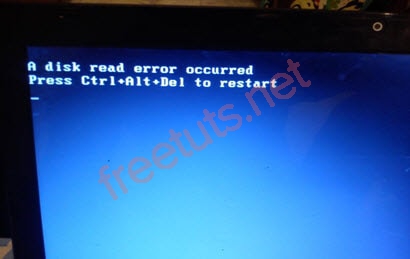 A disk read error occurred
Press Ctrl+Alt+Del to restart
freetuts.net